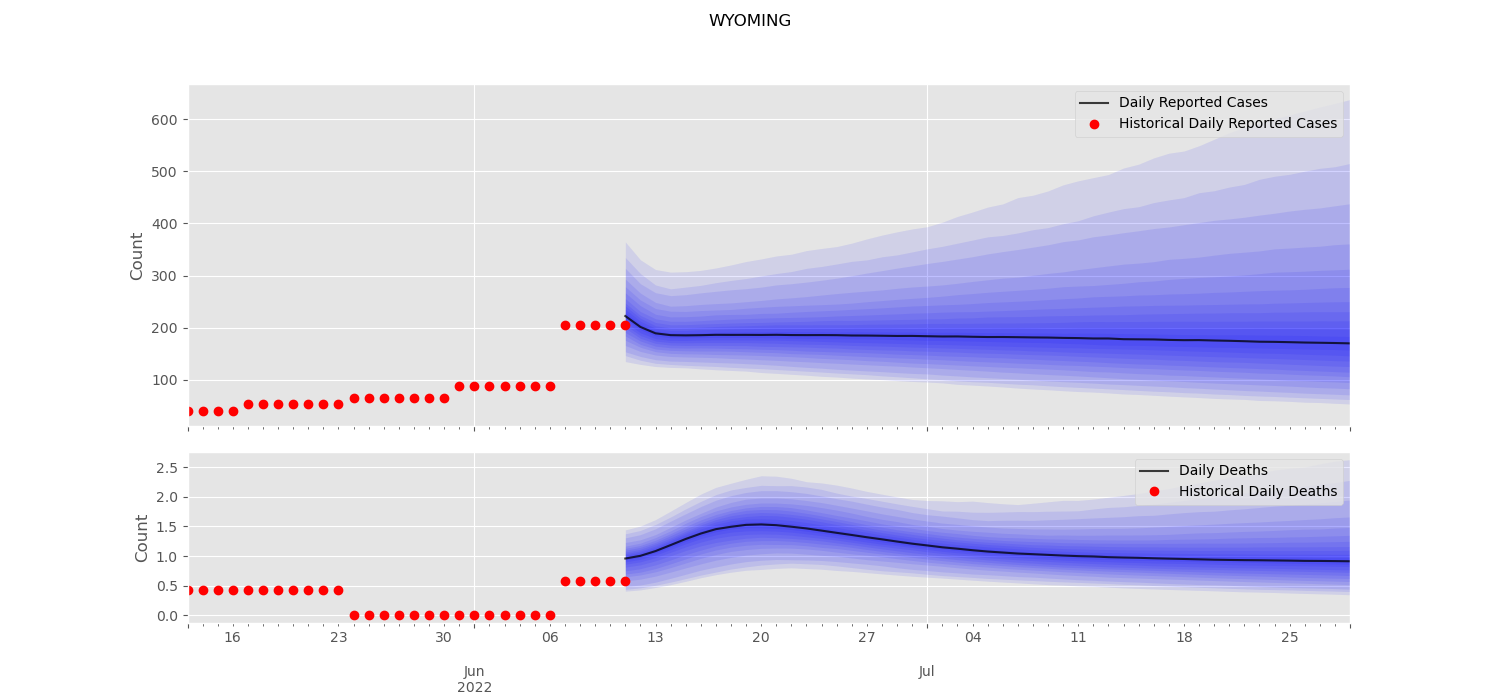 WYOMING
Daily Reported Cases
Historical Daily Reported Cases
600
500
400
300
200
100
Count
Daily Deaths
Historical Daily Deaths
2.5
2.0
1.5
1.0
0.5
0.0
Count
16 23 30 06 13 20 27 04 11 18 25
Jun Jul
2022